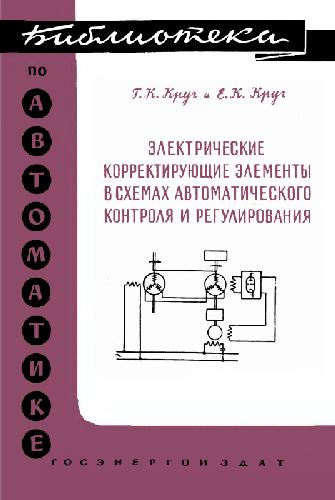 Библиотека
по
АВТОМАТИКЕ
Г. К. Круг и Е. К. Круг
ЭЛЕКТРИЧЕСКИЕ
КОРРЕКТИРУЮЩИЕ ЭЛЕМЕНТЫ
В СХЕМАХ АВТОМАТИЧЕСКОГО
КОНТРОЛЯ И РЕГУЛИРОВАНИЯ
ГОСЭНЕРГОИЗДАТ